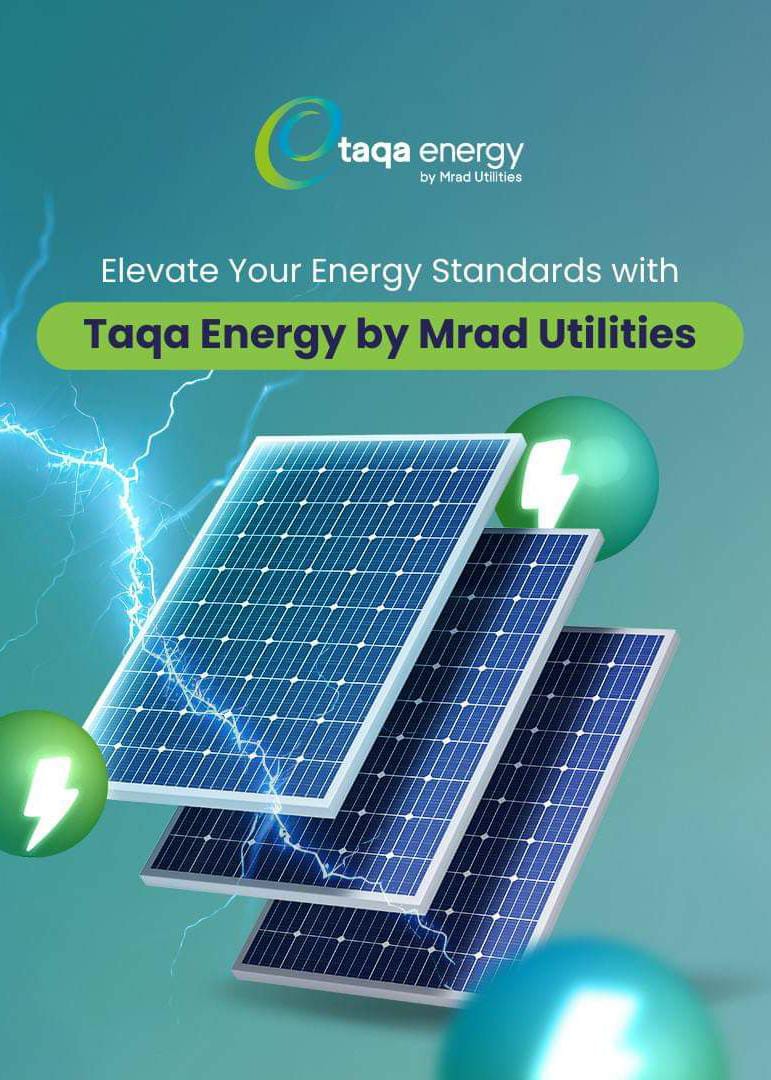 taqa energy
by Mrad Utilities
Elevate Your Energy Standards with
Taqa Energy by Mrad Utilities